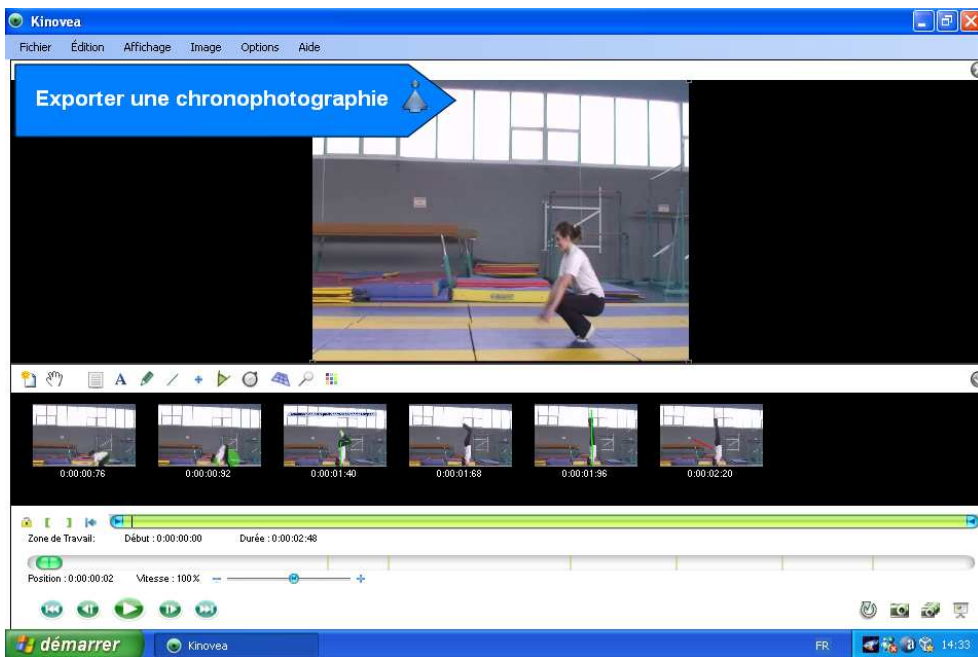 Kinovea
Fichier Édition Affichage Image Options Aide
Exporter une chronophotographie
A
0:00:00:76 0:00:00:92 0:00:01:40 0:00:01:68 0:00:01:96 0:00:02:20
Zone de Travail: Début : 0:00:00:00 Durée : 0:00:02:48
Position : 0:00:00:02 Vitesse : 100%
démarrer Kinovea FR 14:33